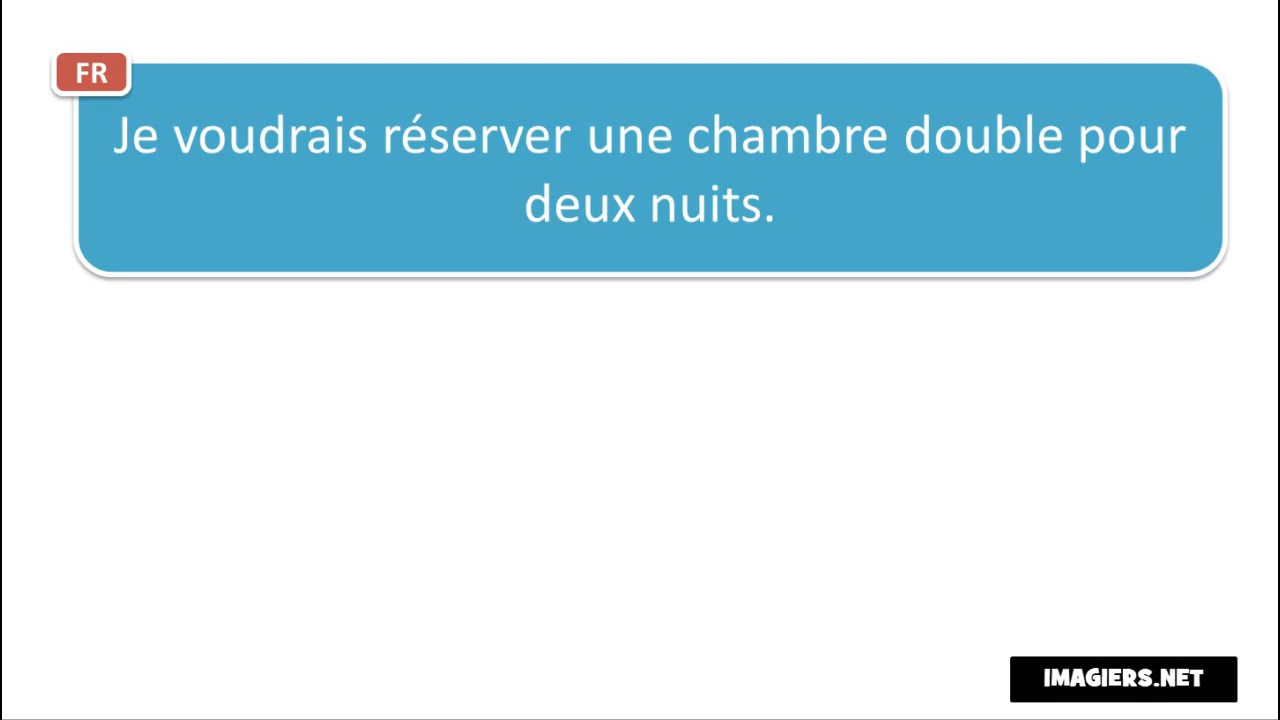 FR
Je voudrais réserver une chambre double pour
deux nuits.
IMAGIERS.NET